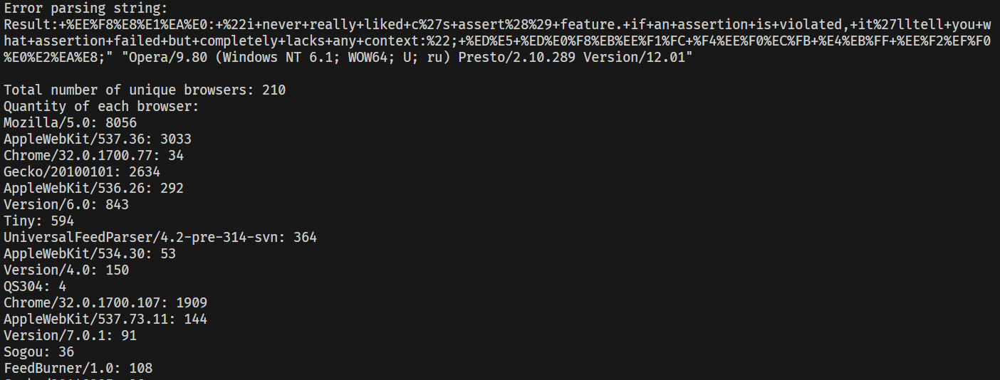 Error parsing string:
Result:+%EE%F8%E8%E1%EA%E0:+%22i+never+really+liked+c%27s+assert%28%29+feature.+if+an+assertion+is+violated,+it%27lltell+you+w
hat+assertion+failed+but+completely+lacks+any+context:%22;+%ED%E5+%ED%E0%F8%EB%EE%F1%FC+%F4%EE%F0%EC%FB+%E4%EB%FF+%EE%F2%EF%F0
%E0%E2%EA%E8;" "Opera/9.80 (Windows NT 6.1; WOW64; U; ru) Presto/2.10.289 Version/12.01"
Total number of unique browsers: 210
Quantity of each browser:
Mozilla/5.0: 8056
AppleWebKit/537.36: 3033
Chrome/32.0.1700.77: 34
Gecko/20100101: 2634
AppleWebKit/536.26: 292
Version/6.0: 843
Tiny: 594
UniversalFeedParser/4.2-pre-314-svn: 364
AppleWebKit/534.30: 53
Version/4.0: 150
QS304: 4
Chrome/32.0.1700.107: 1909
AppleWebKit/537.73.11: 144
Version/7.0.1: 91
Sogou: 36
FeedBurner/1.0: 108